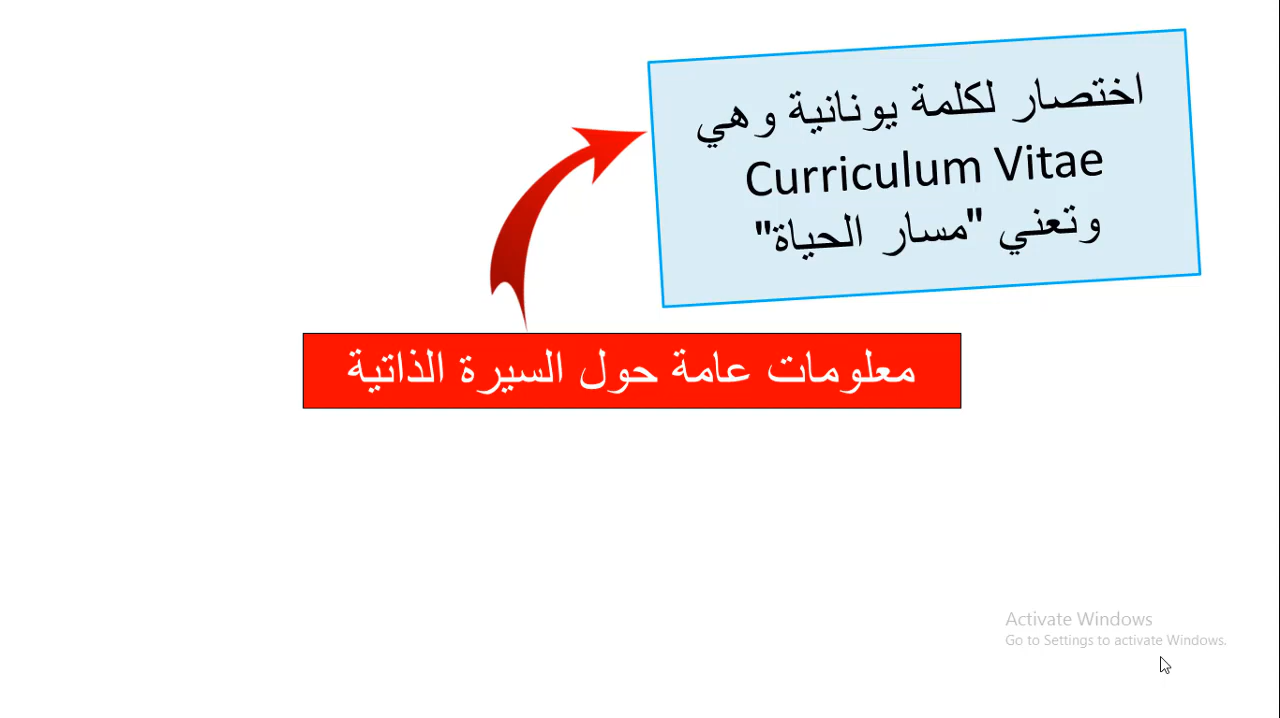 اختصار لكلمة يونانية وهي
Curriculum Vitae
وتعني "مسار الحياة"
معلومات عامة حول السيرة الذاتية
Activate Windows
Go to Settings to activate Windows.